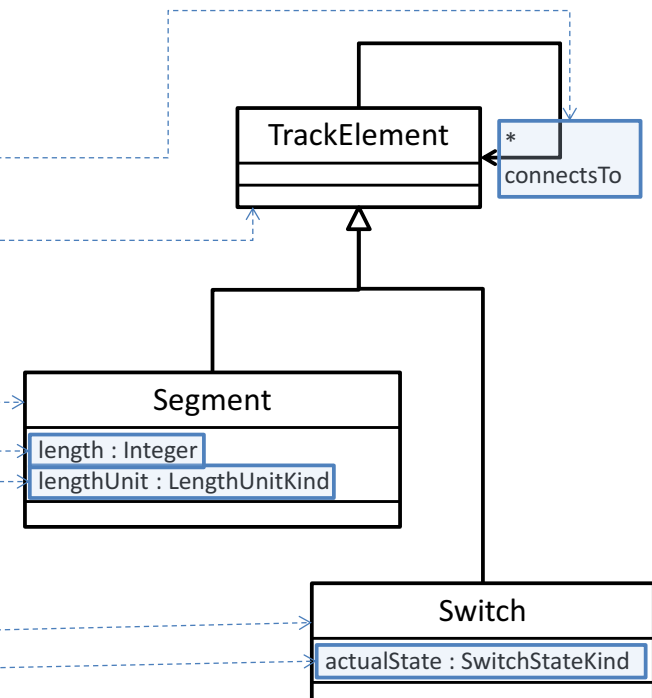 TrackElement
*
connectsTo
Segment
length : Integer
lengthUnit : LengthUnitKind
Switch
actualState : SwitchStateKind